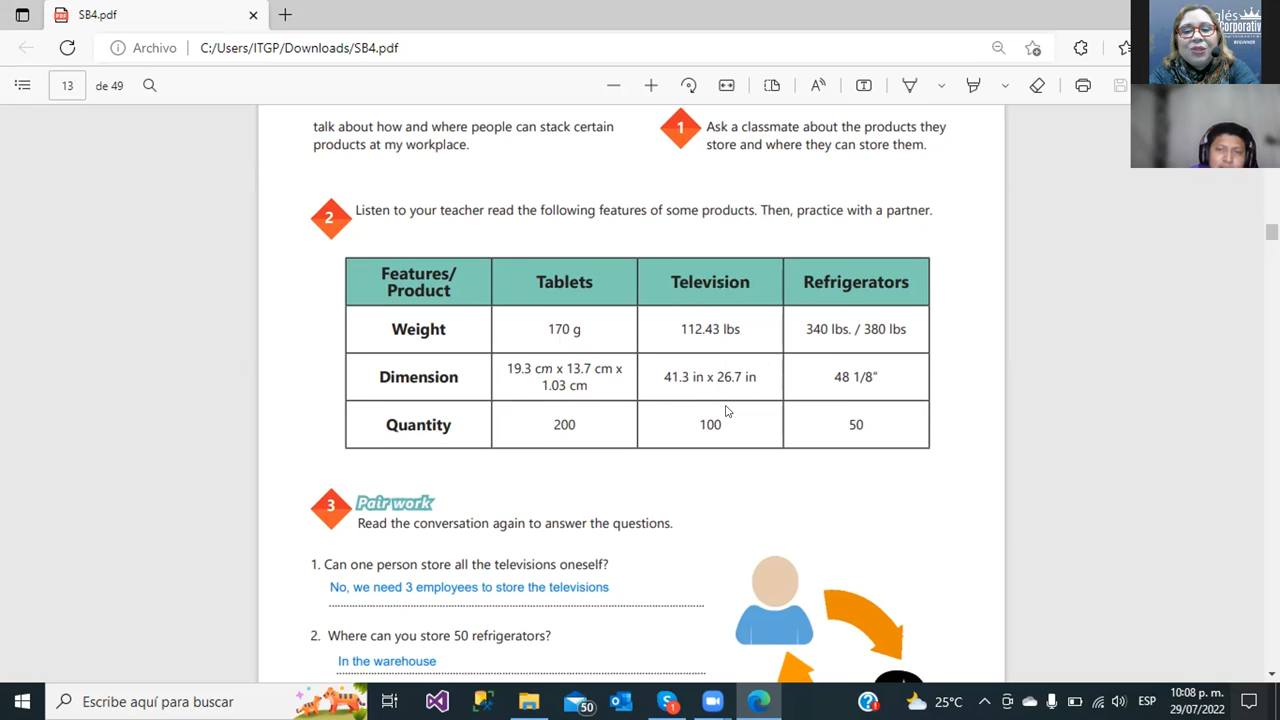 SB4.pdf
Archivo
C:/Users/ITGP/Downloads/SB4.pdf
13
de 49
Corporativ
BEGINNER
talk about how and where people can stack certain
products at my workplace.
1
Ask a classmate about the products they
store and where they can store them.
2
Listen to your teacher read the following features of some products. Then, practice with a partner.
Features/ Tablets Television Refrigerators
Product
Weight 170 g 112.43 lbs 340 lbs. / 380 lbs
Dimension 19.3 cm x 13.7 cm x 41.3 in x 26.7 in 48 1/8"
1.03 cm
Quantity 200 100 50
3
Pair work
Read the conversation again to answer the questions.
1. Can one person store all the televisions oneself?
No, we need 3 employees to store the televisions
2. Where can you store 50 refrigerators?
In the warehouse
Escribe aquí para buscar
50
1
25°C
ESP
10:08 p. m.
29/07/2022